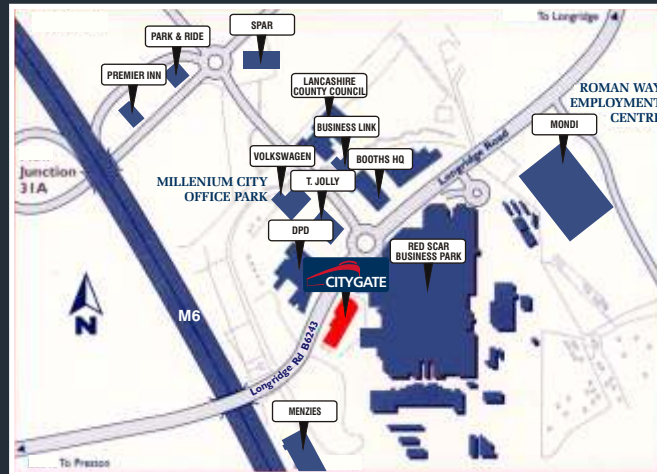 To Longridge
SPAR
PARK & RIDE
PREMIER INN
LANCASHIRE
COUNTY COUNCIL
ROMAN WAY
EMPLOYMENT
CENTRE
BUSINESS LINK
MONDI
Longridge Road
VOLKSWAGEN
BOOTHS HQ
Junction
31A
MILLENIUM CITY
OFFICE PARK
T. JOLLY
DPD
RED SCAR
BUSINESS PARK
CITYGATE
N
M6
Longridge Rd B6243
MENZIES
To Preston